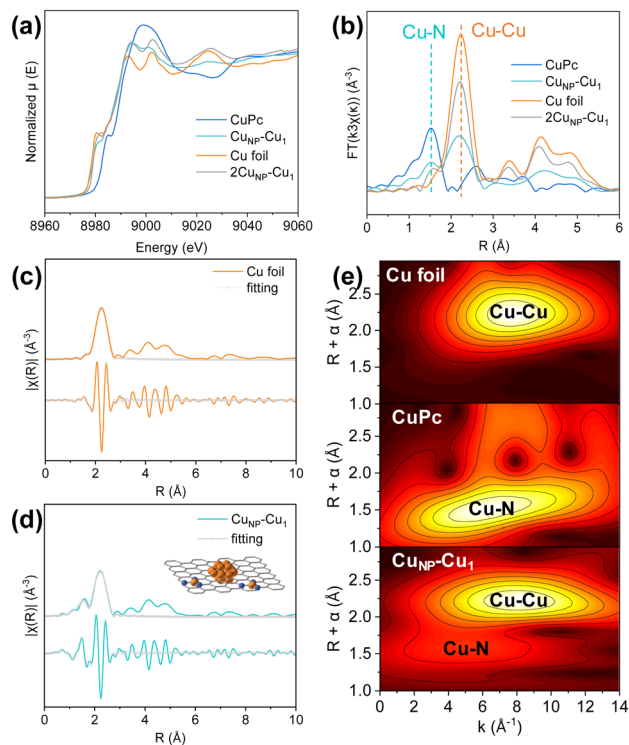 (a)
Normalized μ (E)
CuPc
CuNP-Cu1
Cu foil
2CuNP-Cu1
8960 8980 9000 9020 9040 9060
Energy (eV)
(b)
Cu-N
Cu-Cu
FT(k3χ(κ)) (Å-3)
CuPc
CuNP-Cu1
Cu foil
2CuNP-Cu1
0 1 2 3 4 5 6
R (Å)
(c)
Cu foil
fitting
|χ(R)| (Å-3)
0 2 4 6 8 10
R (Å)
(d)
CuNP-Cu1
fitting
|χ(R)| (Å-3)
0 2 4 6 8 10
R (Å)
(e)
Cu foil
Cu-Cu
R + α (Å)
2.5
2.0
1.5
CuPc
Cu-N
R + α (Å)
3.0
2.5
2.0
1.5
1.0
CuNP-Cu1
Cu-Cu
Cu-N
R + α (Å)
2.5
2.0
1.5
1.0
0 2 4 6 8 10 12 14
k (Å-1)